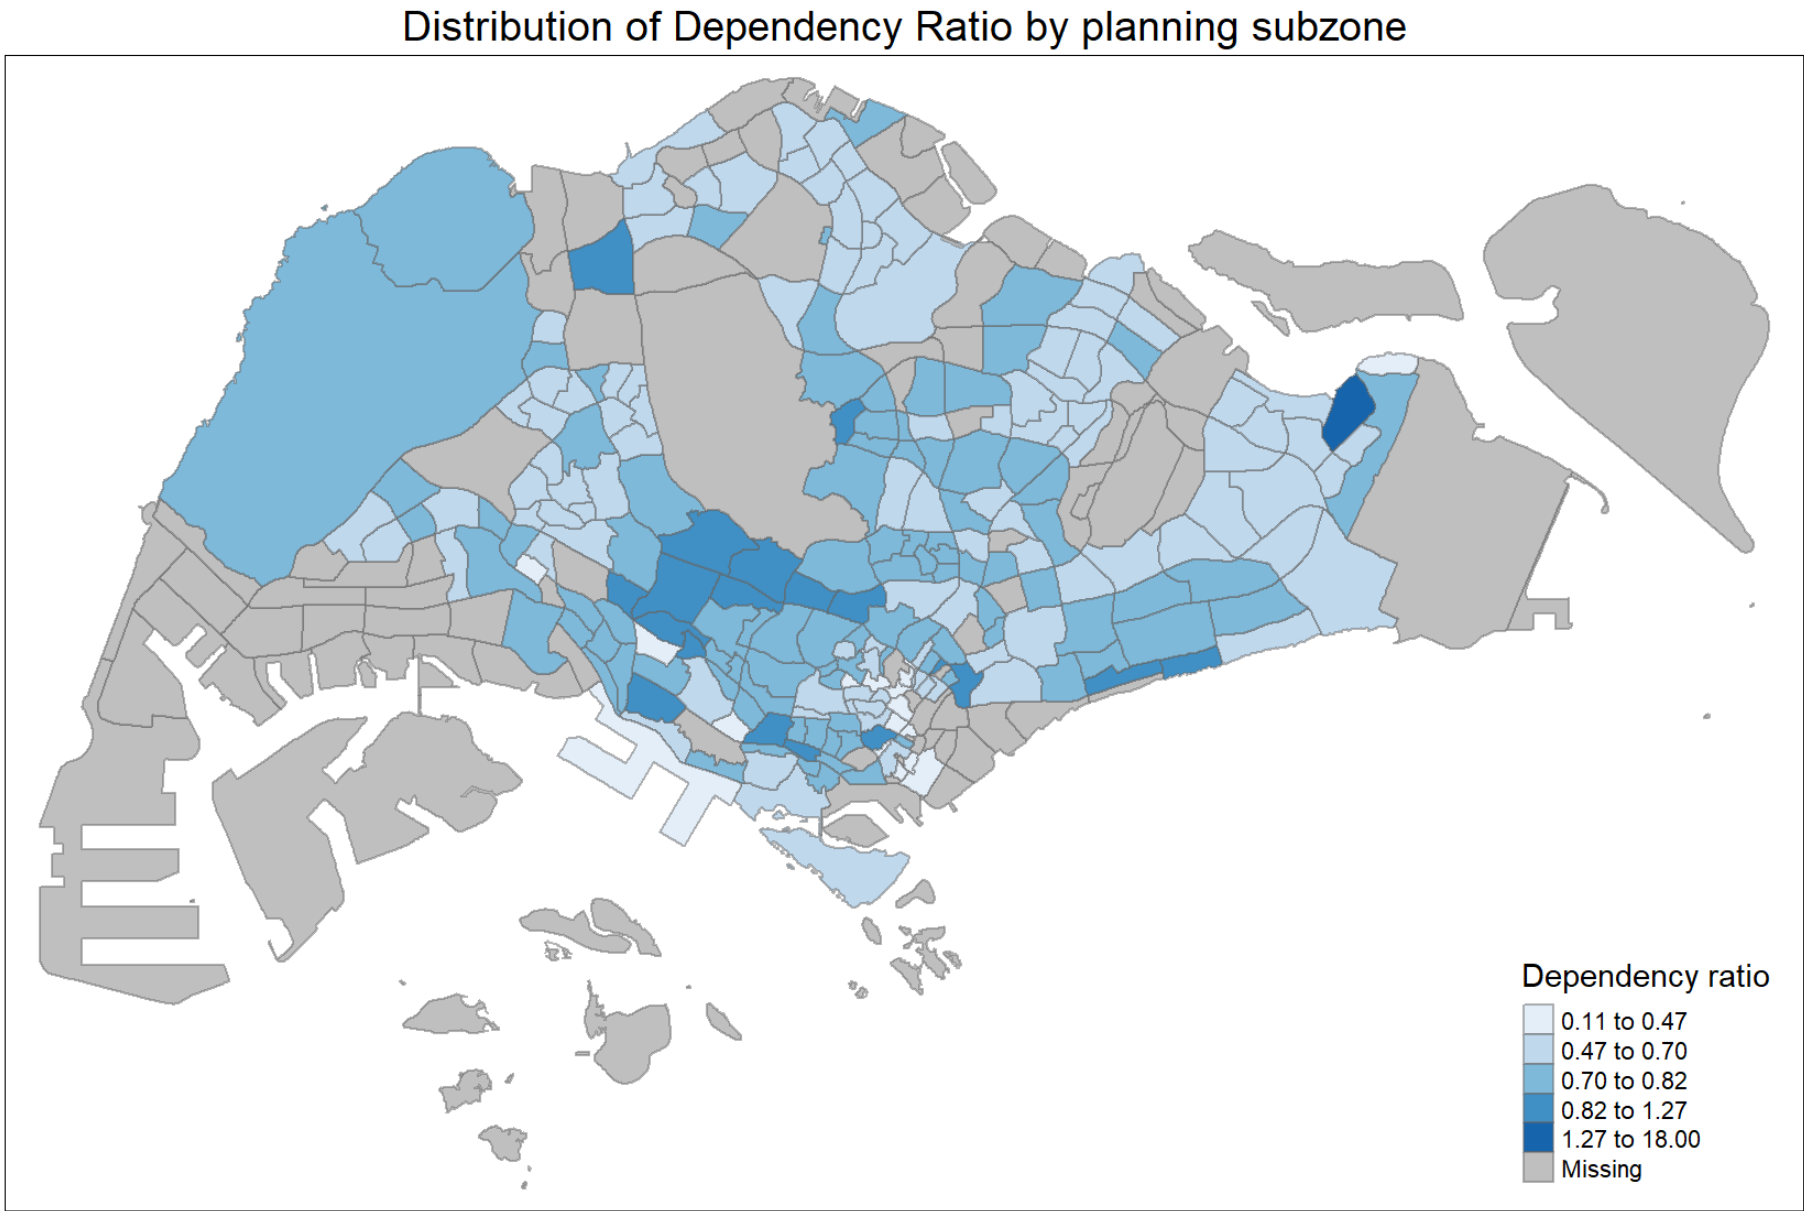 Distribution of Dependency Ratio by planning subzone
Dependency ratio
0.11 to 0.47
0.47 to 0.70
0.70 to 0.82
0.82 to 1.27
1.27 to 18.00
Missing